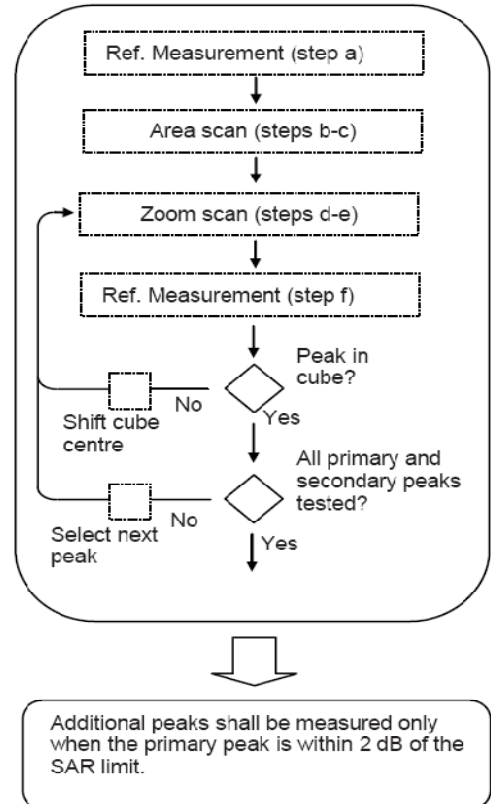 Ref. Measurement (step a)
Area scan (steps b-c)
Zoom scan (steps d-e)
Ref. Measurement (step f)
Peak in
cube?
No
Shift cube
centre
Yes
All primary and
secondary peaks
tested?
No
Select next
peak
Yes
Additional peaks shall be measured only
when the primary peak is within 2 dB of the
SAR limit.